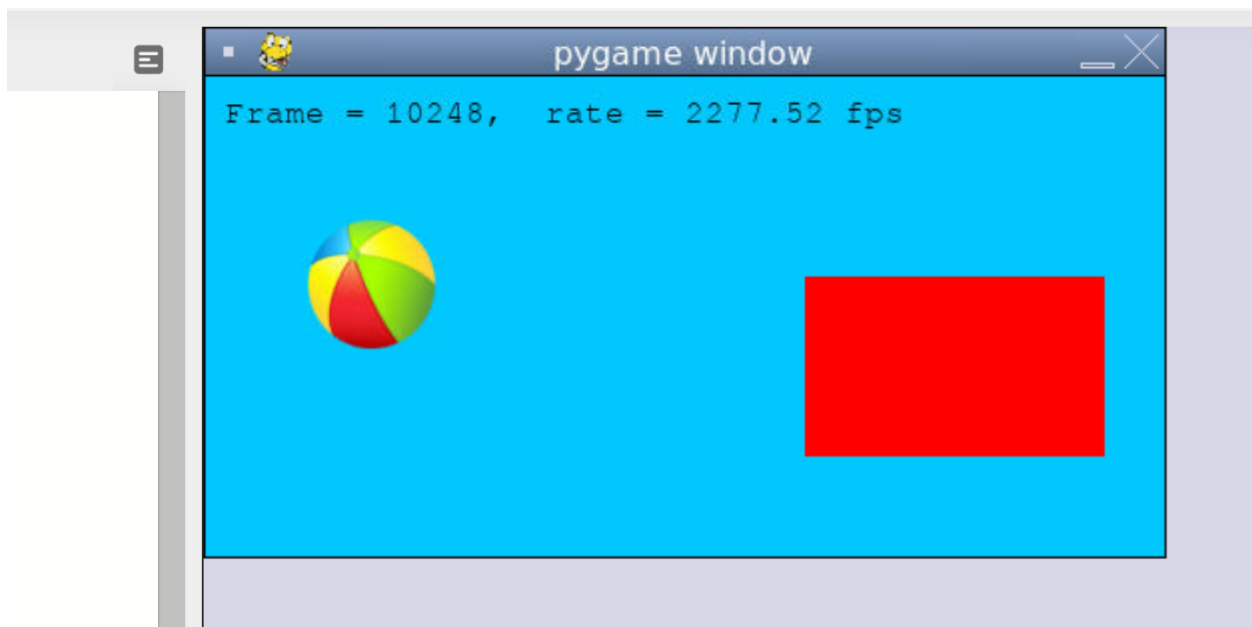 pygame window
Frame = 10248,  rate = 2277.52 fps